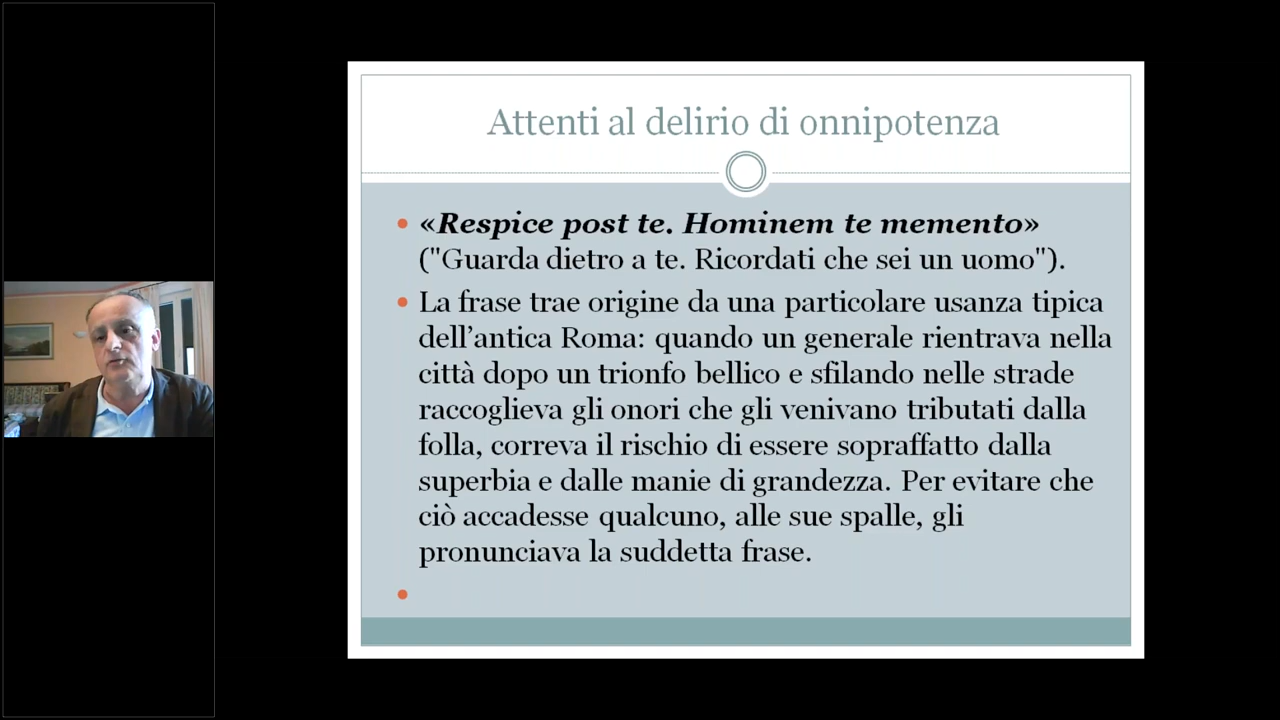 Attenti al delirio di onnipotenza
«Respice post te. Hominem te memento»
("Guarda dietro a te. Ricordati che sei un uomo").
La frase trae origine da una particolare usanza tipica
dell’antica Roma: quando un generale rientrava nella
città dopo un trionfo bellico e sfilando nelle strade
raccoglieva gli onori che gli venivano tributati dalla
folla, correva il rischio di essere sopraffatto dalla
superbia e dalle manie di grandezza. Per evitare che
ciò accadesse qualcuno, alle sue spalle, gli
pronunciava la suddetta frase.